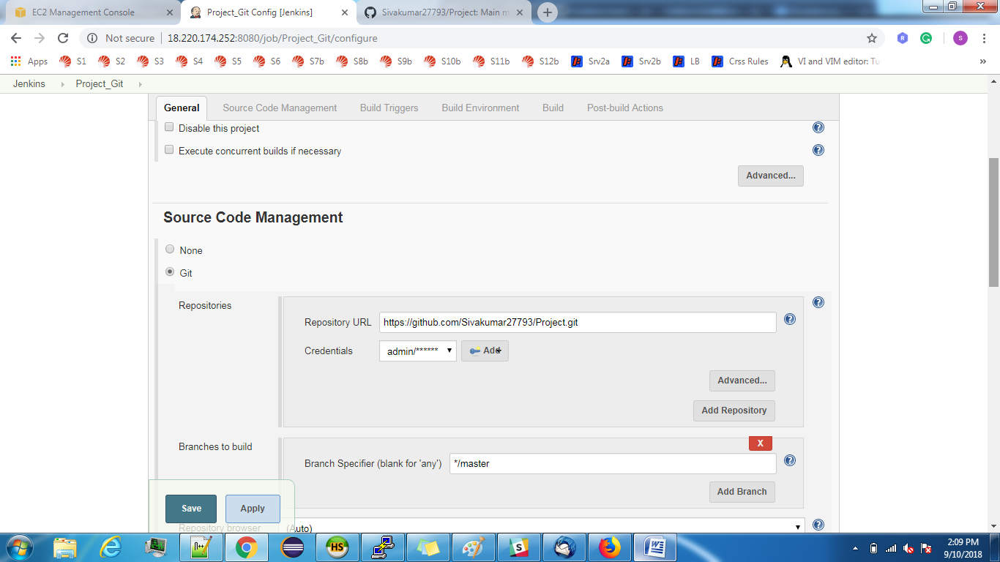 EC2 Management Console
Project_Git Config [Jenkins]
Sivakumar27793/Project: Main m
Not secure | 18.220.174.252:8080/job/Project_Git/configure
R
S
Apps S1 S2 S3 S4 S5 S6 S7b S8b S9b S10b S11b S12b Srv2a Srv2b LB Crss Rules VI and VIM editor: Tu »
Jenkins Project_Git
General Source Code Management Build Triggers Build Environment Build Post-build Actions
Disable this project
Execute concurrent builds if necessary
Advanced...
Source Code Management
None
Git
Repositories
Repository URL https://github.com/Sivakumar27793/Project.git
Credentials admin/****** Add
Advanced...
Add Repository
Branches to build
X
Branch Specifier (blank for 'any') */master
Add Branch
Save Apply
Repository browser (Auto)
HS
S
W
2:09 PM
9/10/2018